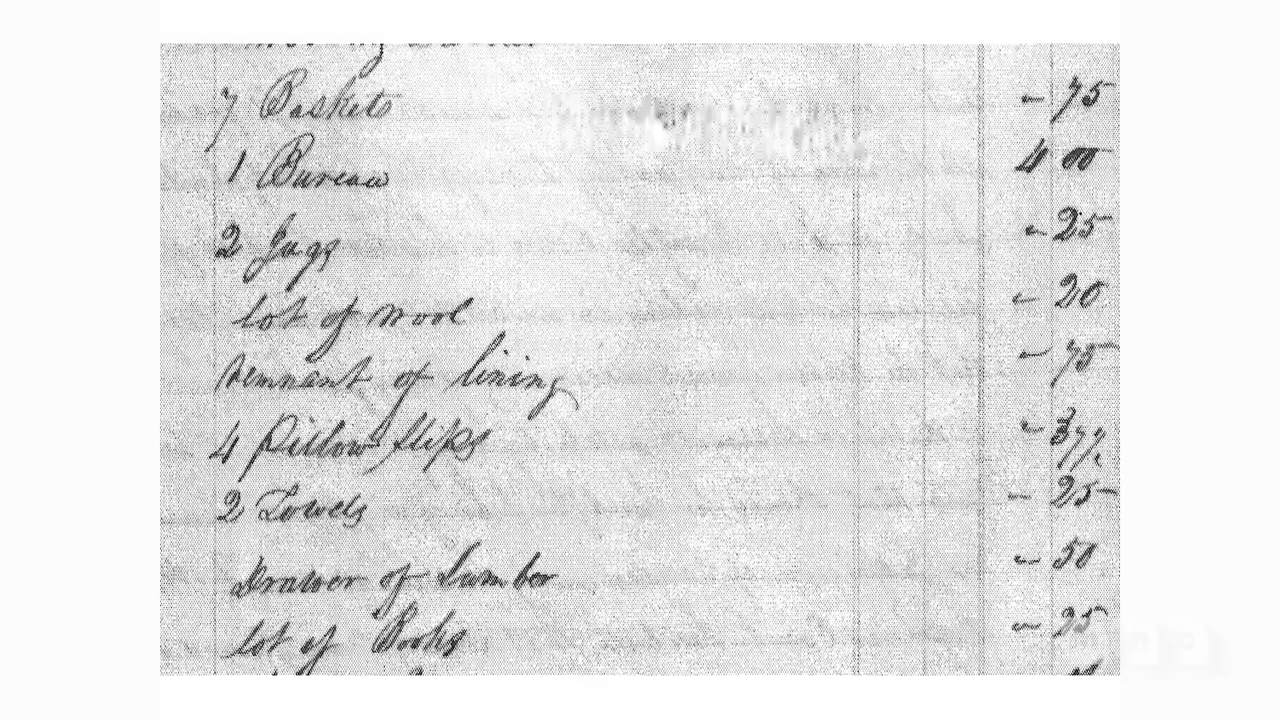 7 Baskets - 75
1 Bureau 4 00
2 Jugs - 25
lot of wool - 20
remnant of lining - 75
4 Pillow slips - 37½
2 Towels - 25
Drawer of Lumber - 50
lot of Books - 25